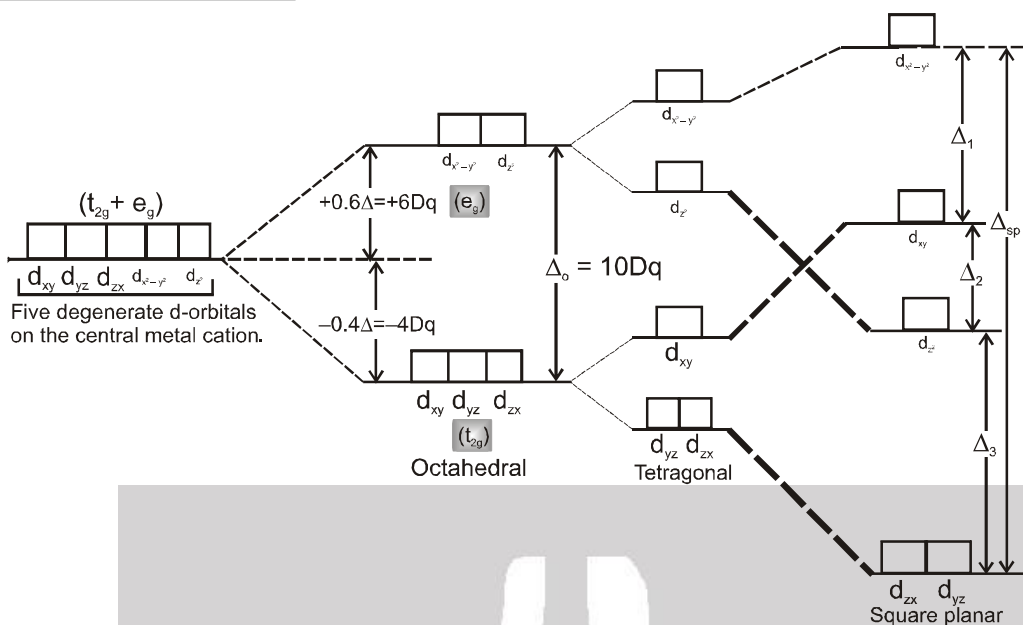 (t₂g+ eg)
dxy dyz dzx dx²–y² dz²
Five degenerate d-orbitals
on the central metal cation.
+0.6Δ=+6Dq
–0.4Δ=–4Dq
dx²–y² dz²
(eg)
Δo = 10Dq
dxy dyz dzx
(t₂g)
Octahedral
dx²–y²
dz²
dxy
dyz dzx
Tetragonal
dx²–y²
Δ₁
dxy
Δsp
Δ₂
dz²
Δ₃
dzx dyz
Square planar